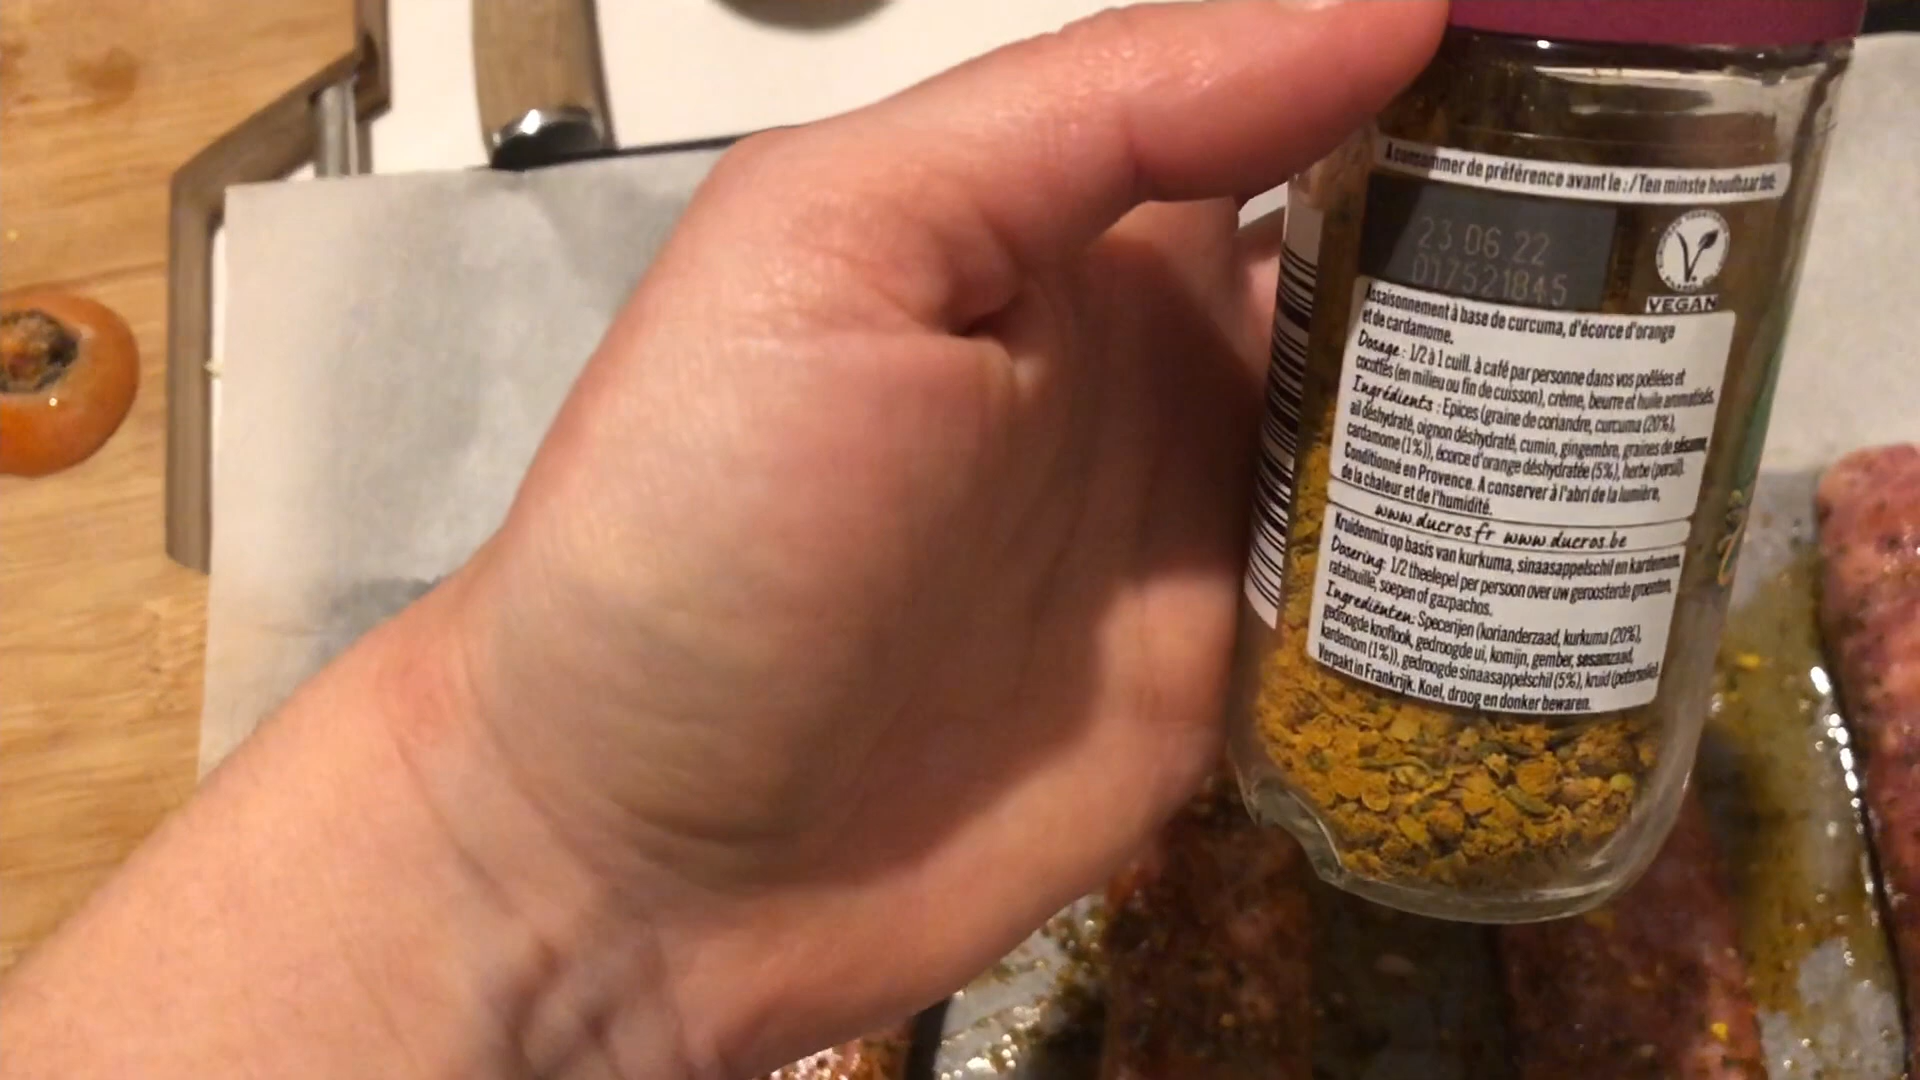 A consommer de préférence avant le : / Ten minste houdbaar tot:
23 06 22
017521845
VEGAN
Assaisonnement à base de curcuma, d'écorce d'orange
et de cardamome.
Dosage : 1/2 à 1 cuill. à café par personne dans vos poêlées et
cocottes (en milieu ou fin de cuisson), crème, beurre et huile aromatisés.
Ingrédients : Epices (graine de coriandre, curcuma (20%),
ail déshydraté, oignon déshydraté, cumin, gingembre, graines de sésame,
cardamome (1%)), écorce d'orange déshydratée (5%), herbe (persil).
Conditionné en Provence. A conserver à l'abri de la lumière,
de la chaleur et de l'humidité.
www.ducros.fr www.ducros.be
Kruidenmix op basis van kurkuma, sinaasappelschil en kardemom.
Dosering: 1/2 theelepel per persoon over uw geroosterde groenten,
ratatouille, soepen of gazpachos.
Ingrediënten: Specerijen (korianderzaad, kurkuma (20%),
gedroogde knoflook, gedroogde ui, komijn, gember, sesamzaad,
kardemom (1%)), gedroogde sinaasappelschil (5%), kruid (peterselie).
Verpakt in Frankrijk. Koel, droog en donker bewaren.